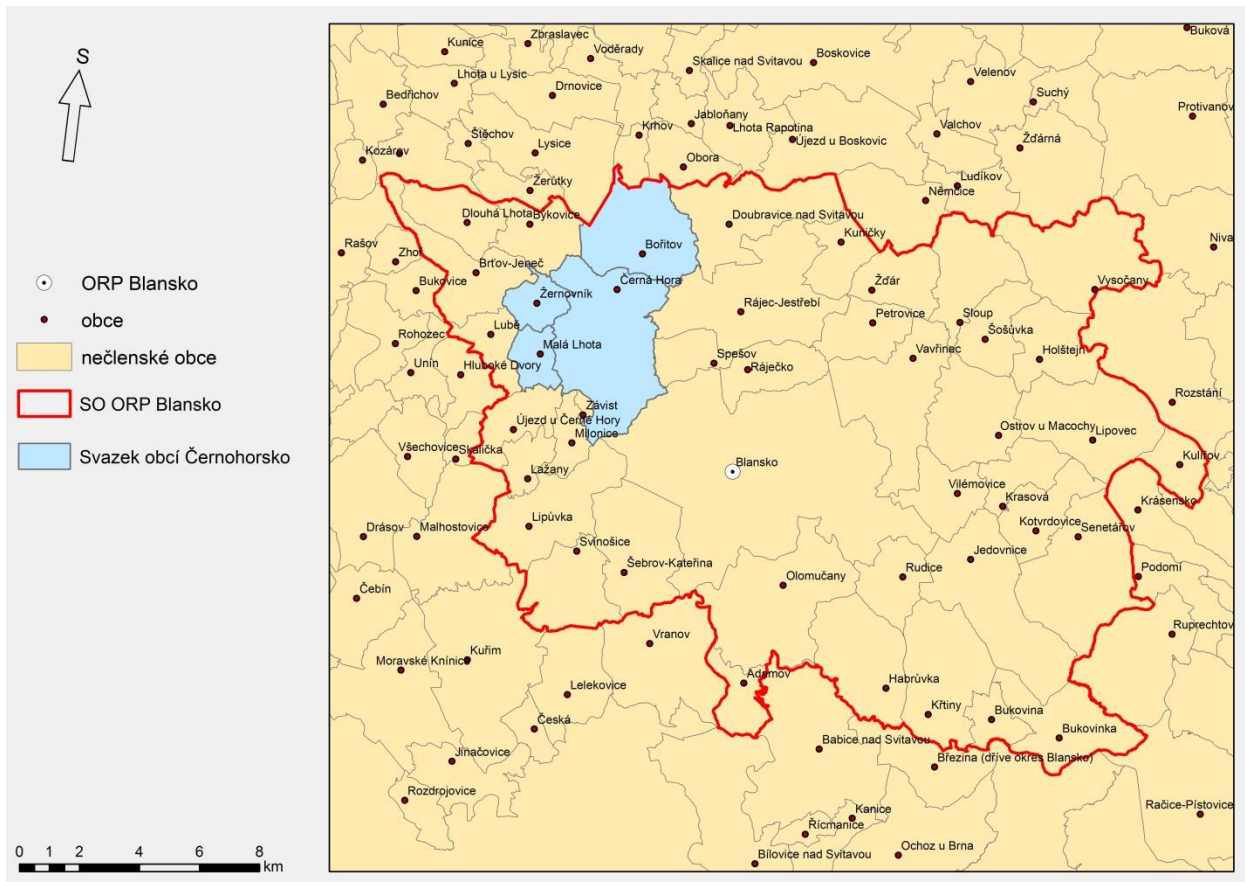 S
ORP Blansko
obce
nečlenské obce
SO ORP Blansko
Svazek obcí Černohorsko
0 1 2 4 6 8
km
Kunice
Zbraslavec
Voděrady
Skalice nad Svitavou
Boskovice
Buková
Lhota u Lysic
Velenov
Bedřichov
Drnovice
Suchý
Protivanov
Štěchov
Krhov
Jabloňany
Lhota Rapotina
Újezd u Boskovic
Valchov
Žďárná
Kozárov
Lysice
Obora
Žerůtky
Němčice
Ludíkov
Dlouhá Lhota
Býkovice
Doubravice nad Svitavou
Kuničky
Rašov
Zhoř
Bořitov
Niva
Brťov-Jeneč
Bukovice
Žernovník
Černá Hora
Žďár
Vysočany
Rájec-Jestřebí
Petrovice
Sloup
Šošůvka
Rohozec
Lubě
Malá Lhota
Unín
Hluboké Dvory
Spešov
Ráječko
Vavřinec
Holštejn
Rozstání
Závist
Újezd u Černé Hory
Milonice
Ostrov u Macochy
Lipovec
Všechovice
Skalička
Kulířov
Lažany
Blansko
Vilémovice
Krasová
Krásensko
Drásov
Malhostovice
Lipůvka
Kotvrdovice
Senetářov
Svinošice
Šebrov-Kateřina
Jedovnice
Olomučany
Rudice
Podomí
Čebín
Ruprechtov
Moravské Knínice
Kuřim
Vranov
Adamov
Habrůvka
Lelekovice
Křtiny
Bukovina
Česká
Bukovinka
Jinačovice
Babice nad Svitavou
Březina (dříve okres Blansko)
Rozdrojovice
Kanice
Račice-Pístovice
Řícmanice
Ochoz u Brna
Bílovice nad Svitavou